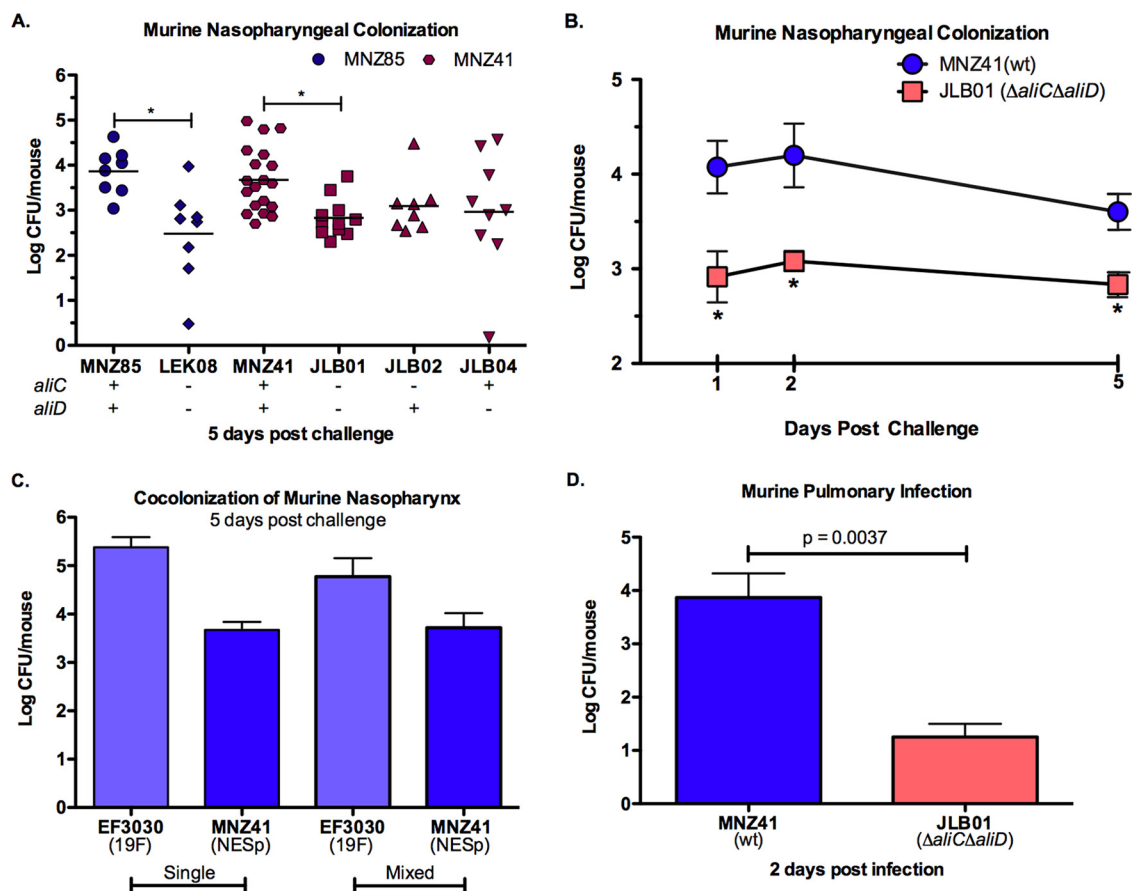 A.
Murine Nasopharyngeal Colonization
MNZ85 MNZ41
Log CFU/mouse
6
5
4
3
2
1
0
*
*
MNZ85 LEK08 MNZ41 JLB01 JLB02 JLB04
aliC + - + - - +
aliD + - + - + -
5 days post challenge
B.
Murine Nasopharyngeal Colonization
MNZ41(wt)
JLB01 (ΔaliCΔaliD)
Log CFU/mouse
5
4
3
2
*
*
*
1 2 5
Days Post Challenge
C.
Cocolonization of Murine Nasopharynx
5 days post challenge
Log CFU/mouse
6
5
4
3
2
1
0
EF3030 MNZ41 EF3030 MNZ41
(19F) (NESp) (19F) (NESp)
Single Mixed
D.
Murine Pulmonary Infection
p = 0.0037
Log CFU/mouse
5
4
3
2
1
0
MNZ41 JLB01
(wt) (ΔaliCΔaliD)
2 days post infection